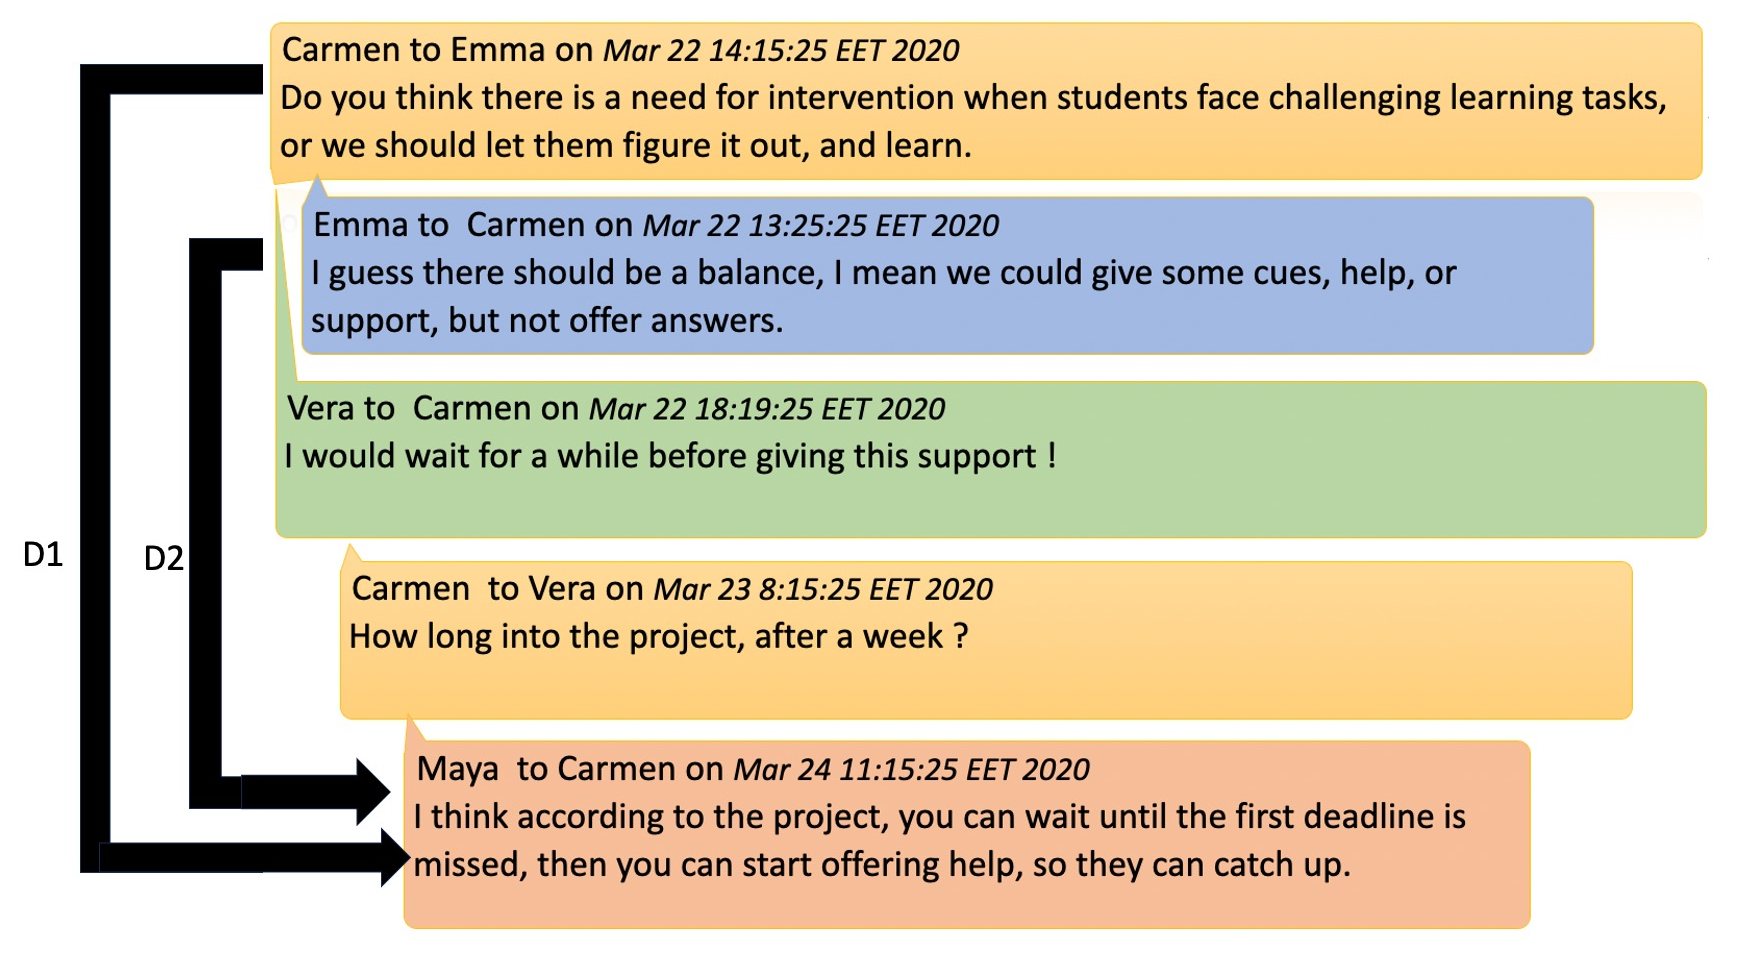 Carmen to Emma on Mar 22 14:15:25 EET 2020
Do you think there is a need for intervention when students face challenging learning tasks,
or we should let them figure it out, and learn.
Emma to  Carmen on Mar 22 13:25:25 EET 2020
I guess there should be a balance, I mean we could give some cues, help, or
support, but not offer answers.
Vera to  Carmen on Mar 22 18:19:25 EET 2020
I would wait for a while before giving this support !
D1
D2
Carmen  to Vera on Mar 23 8:15:25 EET 2020
How long into the project, after a week ?
Maya  to Carmen on Mar 24 11:15:25 EET 2020
I think according to the project, you can wait until the first deadline is
missed, then you can start offering help, so they can catch up.